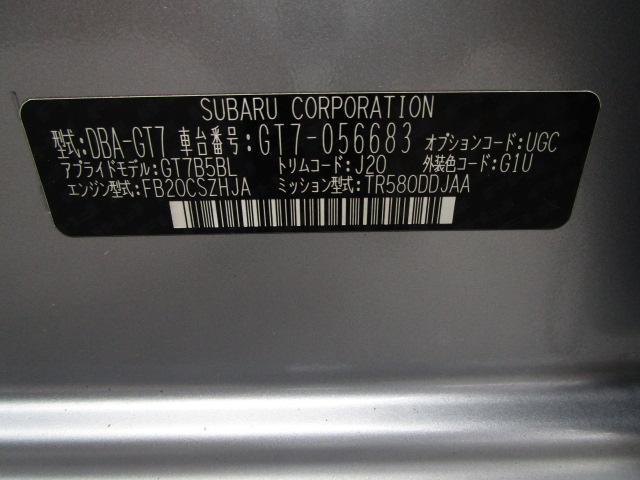 SUBARU CORPORATION
型式:DBA-GT7 車台番号:GT7-056683 オプションコード:UGC
アプライドモデル:GT7B5BL トリムコード:J20 外装色コード:G1U
エンジン型式:FB20CSZHJA ミッション型式:TR580DDJAA